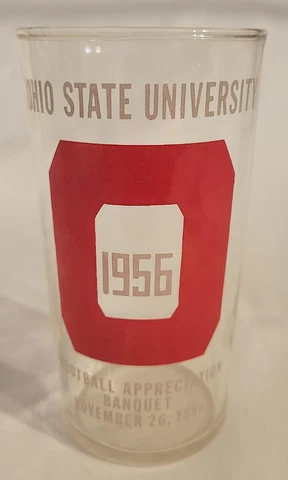 OHIO STATE UNIVERSITY
1956
FOOTBALL APPRECIATION
BANQUET
NOVEMBER 26,